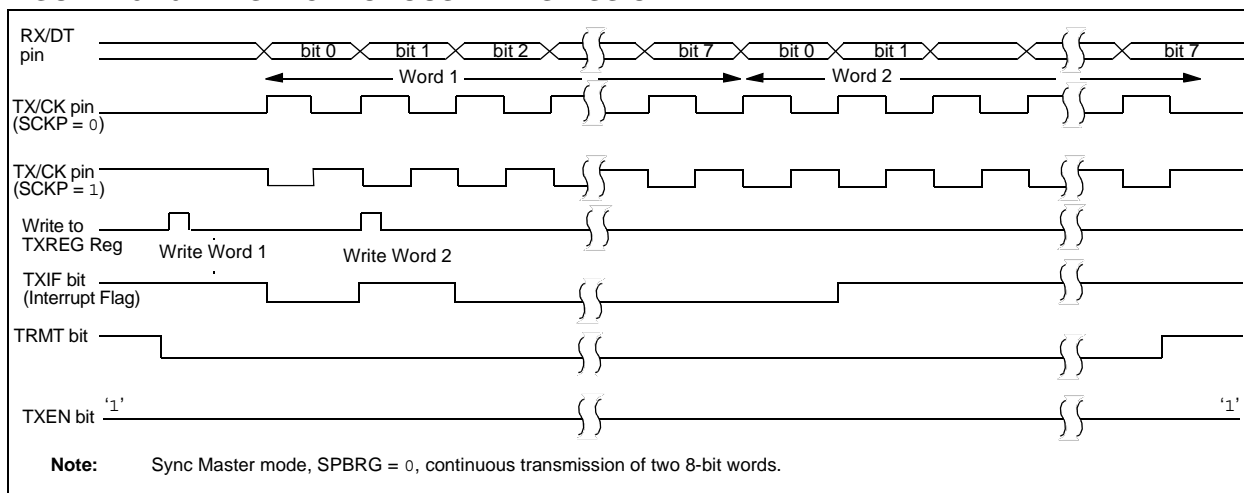 RX/DT
pin
bit 0 bit 1 bit 2 bit 7 bit 0 bit 1 bit 7
Word 1 Word 2
TX/CK pin
(SCKP = 0)
TX/CK pin
(SCKP = 1)
Write to
TXREG Reg
Write Word 1 Write Word 2
TXIF bit
(Interrupt Flag)
TRMT bit
TXEN bit
‘1’ ‘1’
Note: Sync Master mode, SPBRG = 0, continuous transmission of two 8-bit words.